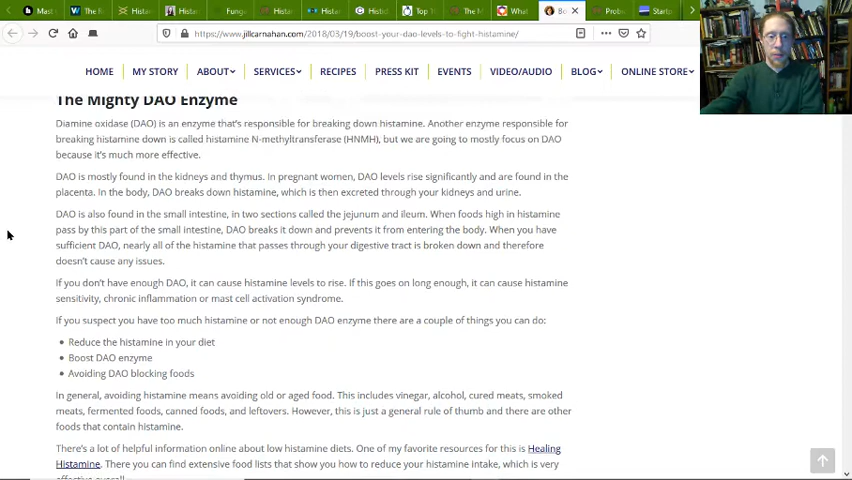 Mast
The R
Hista
Histar
Fung
Hista
Hista
Histid
Top
The M
What
Bo
Probi
Startp
https://www.jillcarnahan.com/2018/03/19/boost-your-dao-levels-to-fight-histamine/
HOME MY STORY ABOUT SERVICES RECIPES PRESS KIT EVENTS VIDEO/AUDIO BLOG ONLINE STORE
The Mighty DAO Enzyme
Diamine oxidase (DAO) is an enzyme that's responsible for breaking down histamine. Another enzyme responsible for
breaking histamine down is called histamine N-methyltransferase (HNMH), but we are going to mostly focus on DAO
because it's much more effective.
DAO is mostly found in the kidneys and thymus. In pregnant women, DAO levels rise significantly and are found in the
placenta. In the body, DAO breaks down histamine, which is then excreted through your kidneys and urine.
DAO is also found in the small intestine, in two sections called the jejunum and ileum. When foods high in histamine
pass by this part of the small intestine, DAO breaks it down and prevents it from entering the body. When you have
sufficient DAO, nearly all of the histamine that passes through your digestive tract is broken down and therefore
doesn't cause any issues.
If you don't have enough DAO, it can cause histamine levels to rise. If this goes on long enough, it can cause histamine
sensitivity, chronic inflammation or mast cell activation syndrome.
If you suspect you have too much histamine or not enough DAO enzyme there are a couple of things you can do:
Reduce the histamine in your diet
Boost DAO enzyme
Avoiding DAO blocking foods
In general, avoiding histamine means avoiding old or aged food. This includes vinegar, alcohol, cured meats, smoked
meats, fermented foods, canned foods, and leftovers. However, this is just a general rule of thumb and there are other
foods that contain histamine.
There's a lot of helpful information online about low histamine diets. One of my favorite resources for this is Healing
Histamine. There you can find extensive food lists that show you how to reduce your histamine intake, which is very
effective overall.